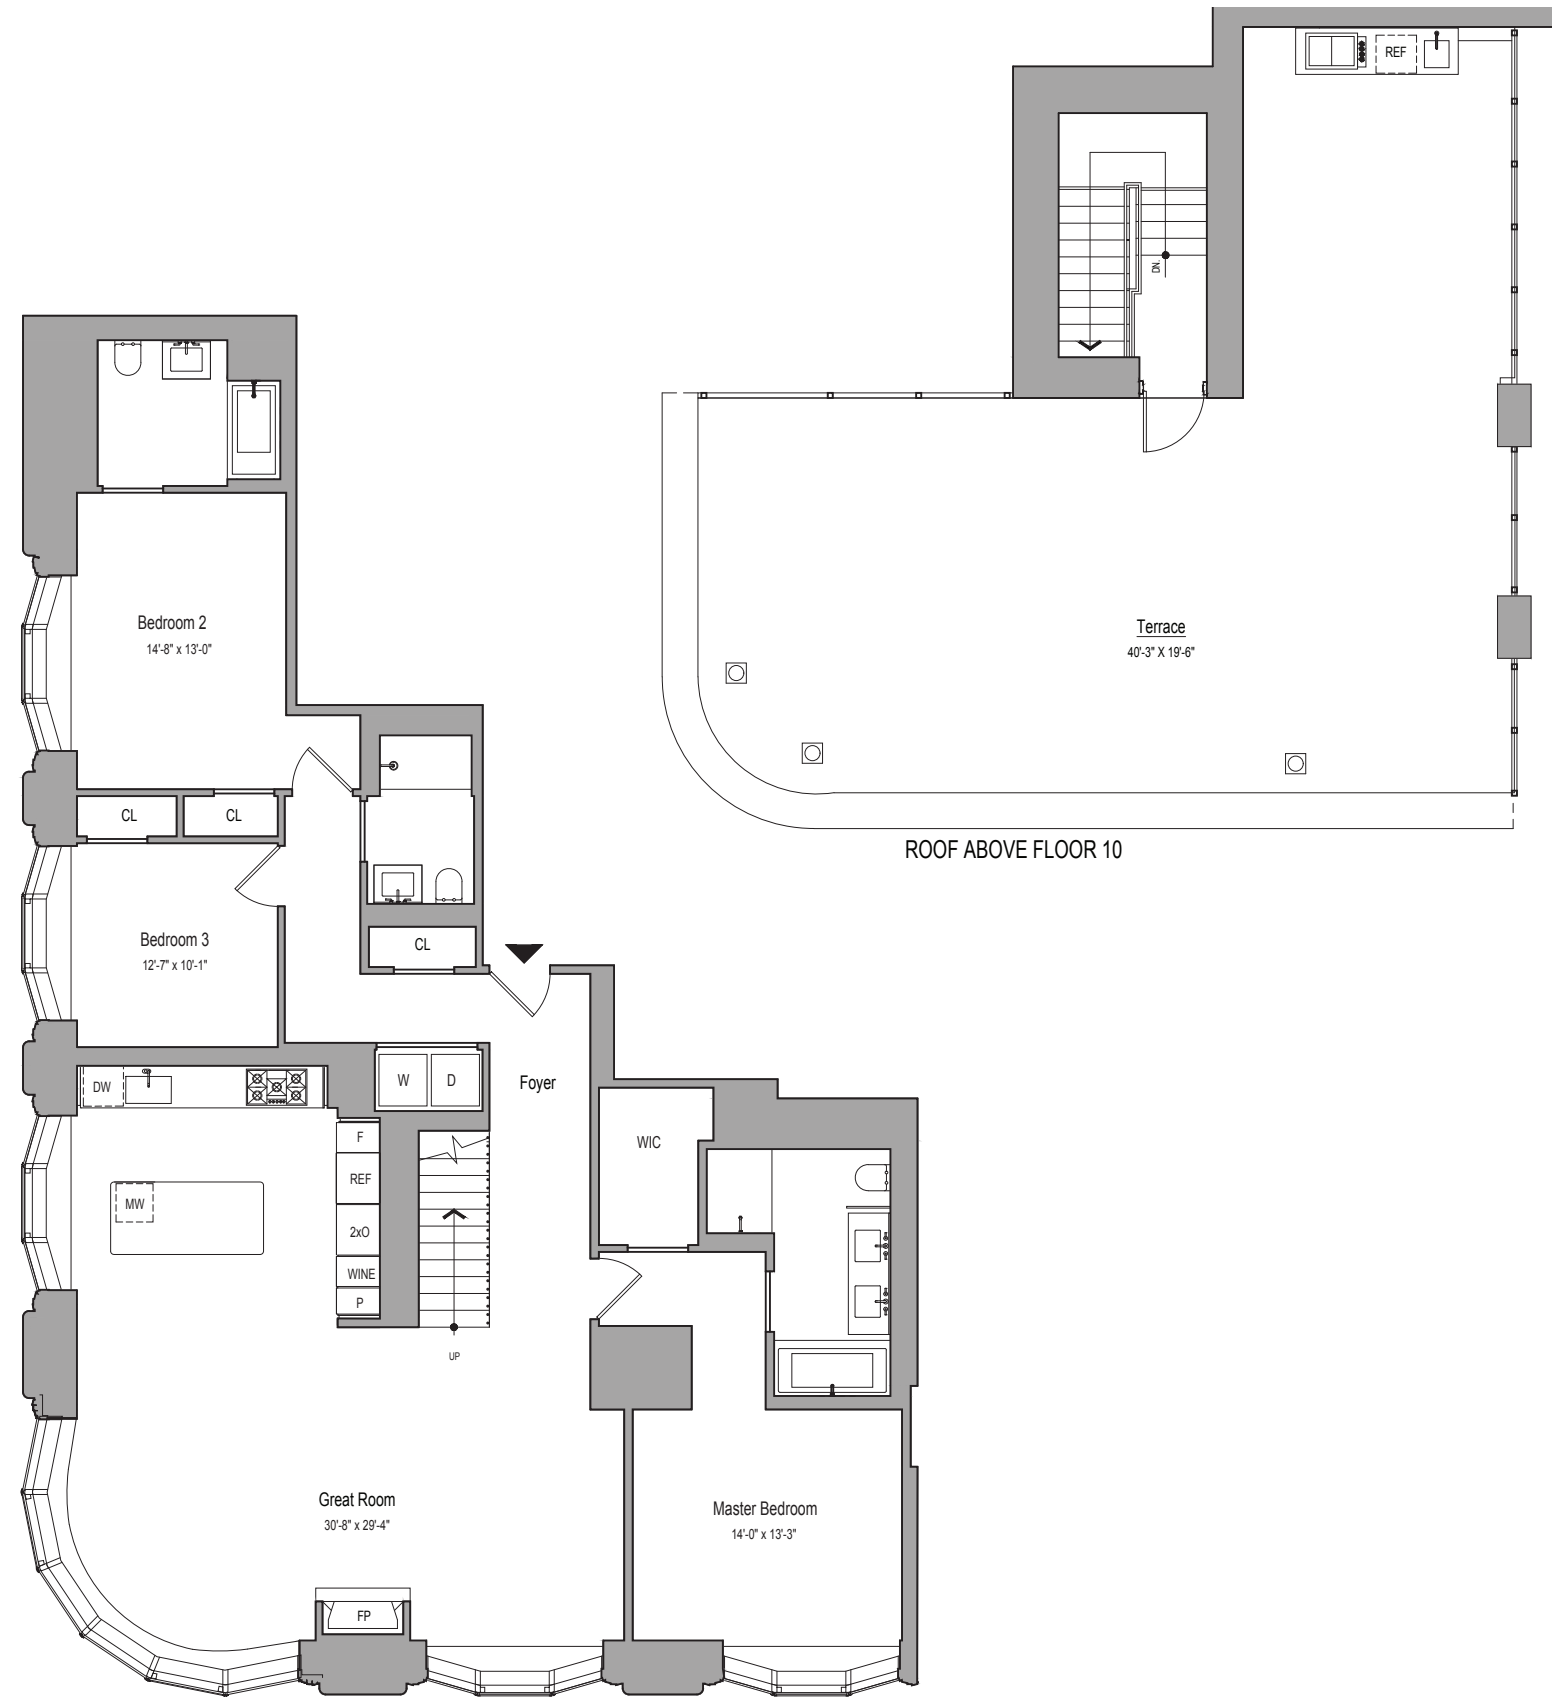 REF
DN.
Terrace
40'-3" X 19'-6"
ROOF ABOVE FLOOR 10
Bedroom 2
14'-8" x 13'-0"
CL
CL
Bedroom 3
12'-7" x 10'-1"
CL
DW
W
D
Foyer
F
REF
2xO
WINE
P
MW
UP
WIC
Great Room
30'-8" x 29'-4"
Master Bedroom
14'-0" x 13'-3"
FP